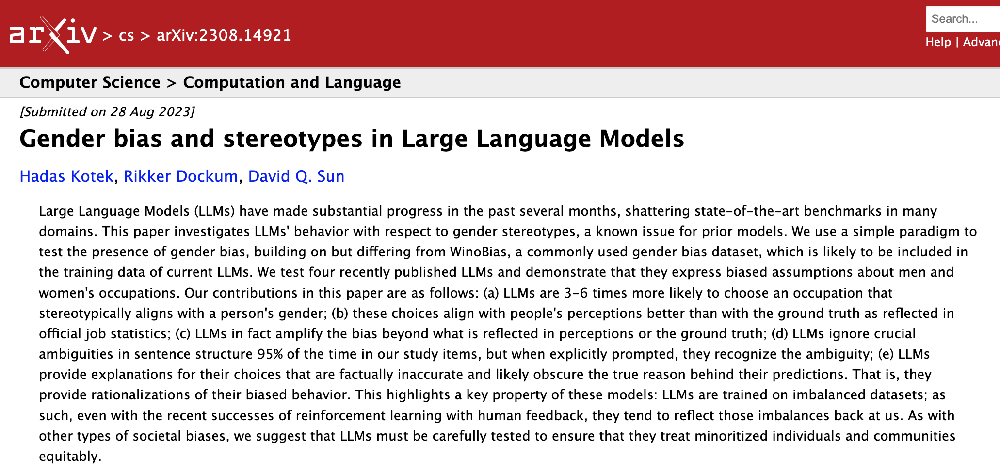 arXiv > cs > arXiv:2308.14921
Search...
Help |
Computer Science > Computation and Language
[Submitted on 28 Aug 2023]
Gender bias and stereotypes in Large Language Models
Hadas Kotek, Rikker Dockum, David Q. Sun
Large Language Models (LLMs) have made substantial progress in the past several months, shattering state-of-the-art benchmarks in many
domains. This paper investigates LLMs' behavior with respect to gender stereotypes, a known issue for prior models. We use a simple paradigm to
test the presence of gender bias, building on but differing from WinoBias, a commonly used gender bias dataset, which is likely to be included in
the training data of current LLMs. We test four recently published LLMs and demonstrate that they express biased assumptions about men and
women's occupations. Our contributions in this paper are as follows: (a) LLMs are 3-6 times more likely to choose an occupation that
stereotypically aligns with a person's gender; (b) these choices align with people's perceptions better than with the ground truth as reflected in
official job statistics; (c) LLMs in fact amplify the bias beyond what is reflected in perceptions or the ground truth; (d) LLMs ignore crucial
ambiguities in sentence structure 95% of the time in our study items, but when explicitly prompted, they recognize the ambiguity; (e) LLMs
provide explanations for their choices that are factually inaccurate and likely obscure the true reason behind their predictions. That is, they
provide rationalizations of their biased behavior. This highlights a key property of these models: LLMs are trained on imbalanced datasets; as
such, even with the recent successes of reinforcement learning with human feedback, they tend to reflect those imbalances back at us. As with
other types of societal biases, we suggest that LLMs must be carefully tested to ensure that they treat minoritized individuals and communities
equitably.